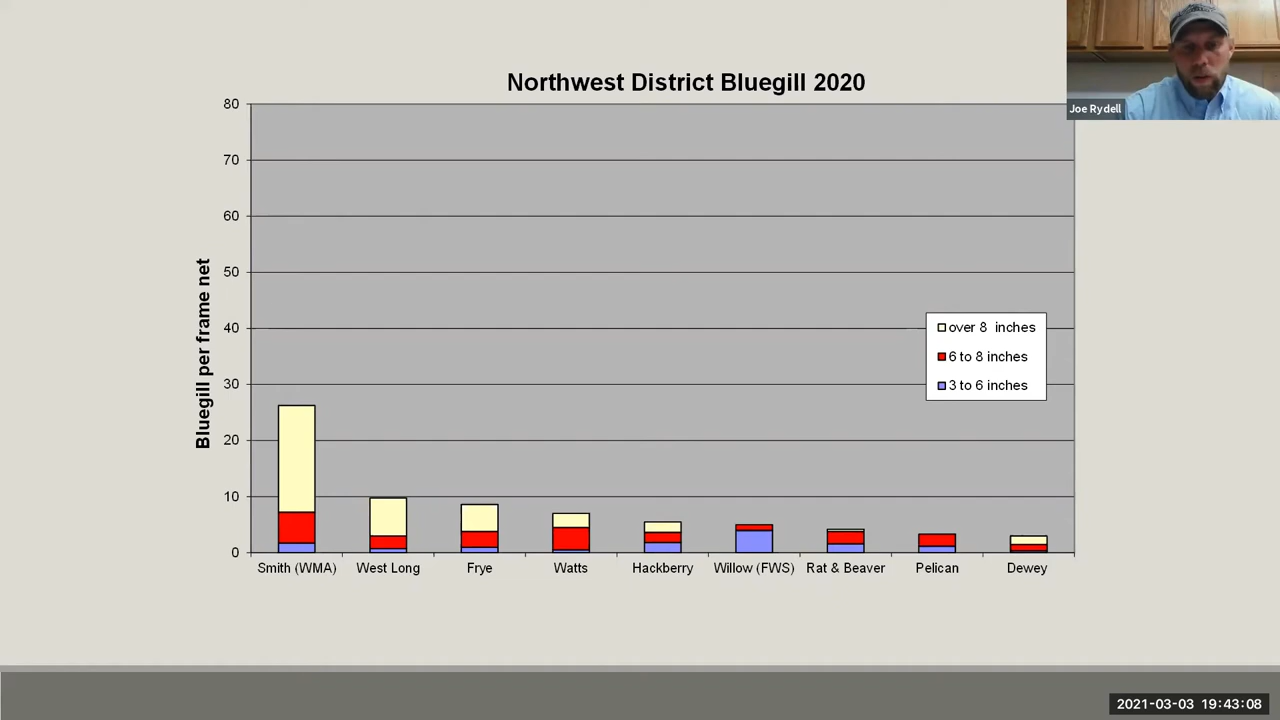 Northwest District Bluegill 2020
Joe Rydell
80
70
60
50
40
30
20
10
0
Bluegill per frame net
over 8 inches
6 to 8 inches
3 to 6 inches
Smith (WMA) West Long Frye Watts Hackberry Willow (FWS) Rat & Beaver Pelican Dewey
2021-03-03 19:43:08